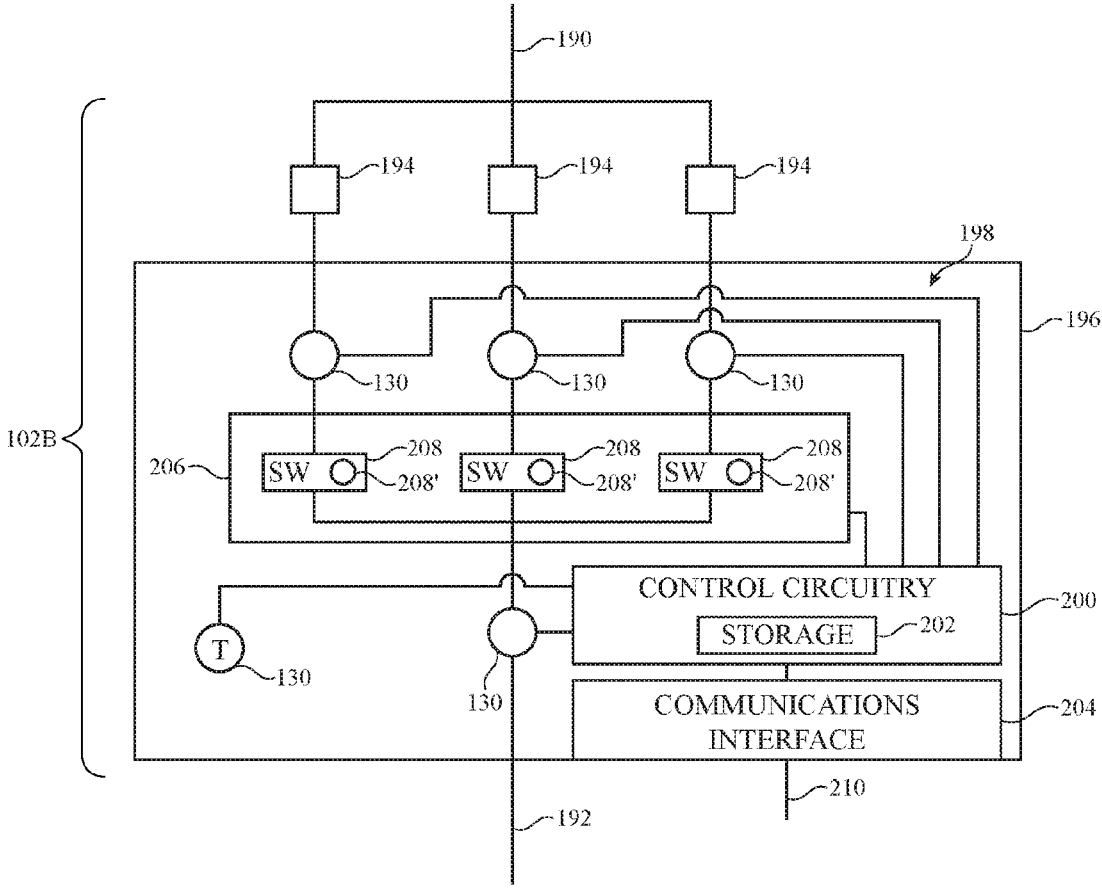 190
194 194 194
198
196
130 130 130
102B
206
SW 208 208' SW 208 208' SW 208 208'
CONTROL CIRCUITRY
200
STORAGE 202
T
130
130
COMMUNICATIONS
INTERFACE
204
210
192